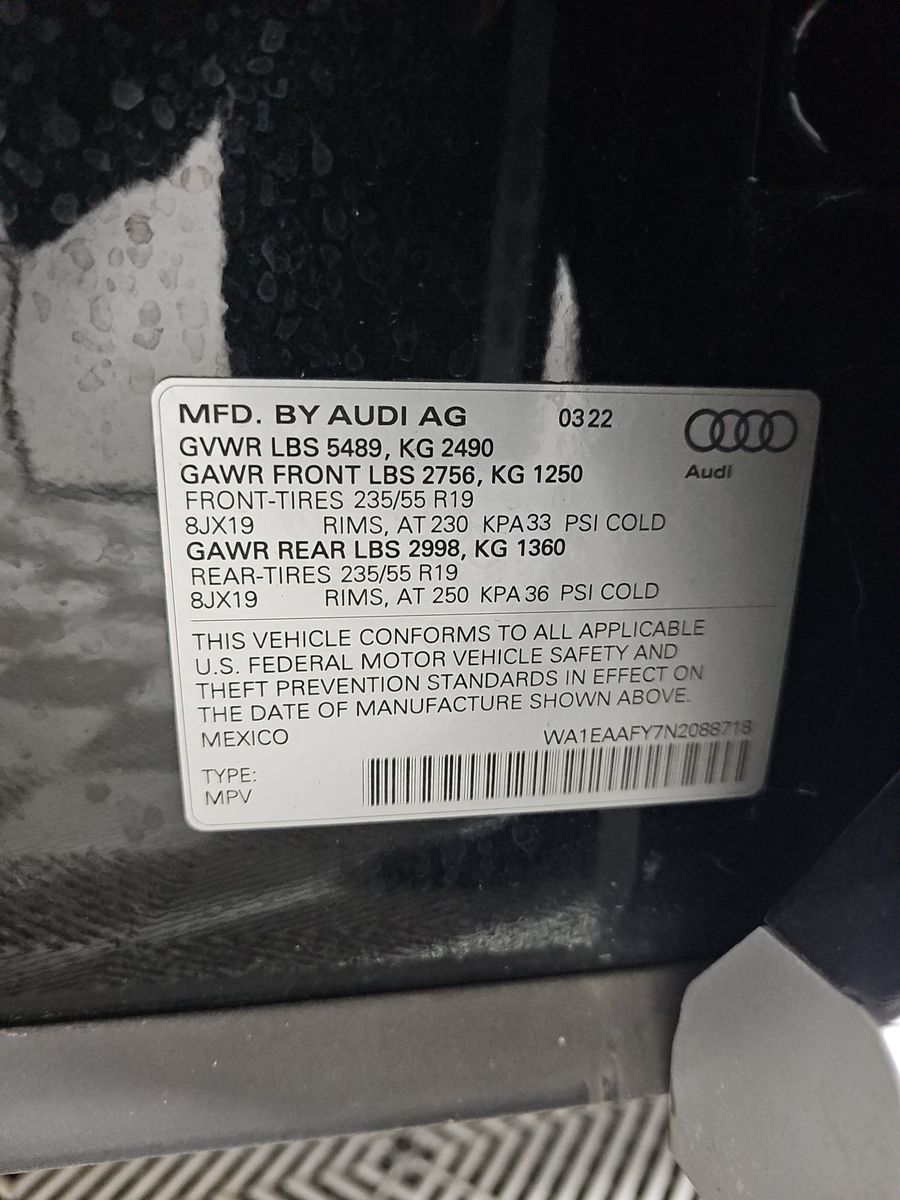 MFD. BY AUDI AG 03 22
GVWR LBS 5489, KG 2490
GAWR FRONT LBS 2756, KG 1250
Audi
FRONT-TIRES 235/55 R19
8JX19 RIMS, AT 230 KPA 33 PSI COLD
GAWR REAR LBS 2998, KG 1360
REAR-TIRES 235/55 R19
8JX19 RIMS, AT 250 KPA 36 PSI COLD
THIS VEHICLE CONFORMS TO ALL APPLICABLE
U.S. FEDERAL MOTOR VEHICLE SAFETY AND
THEFT PREVENTION STANDARDS IN EFFECT ON
THE DATE OF MANUFACTURE SHOWN ABOVE.
MEXICO WA1EAAFY7N2088718
TYPE:
MPV